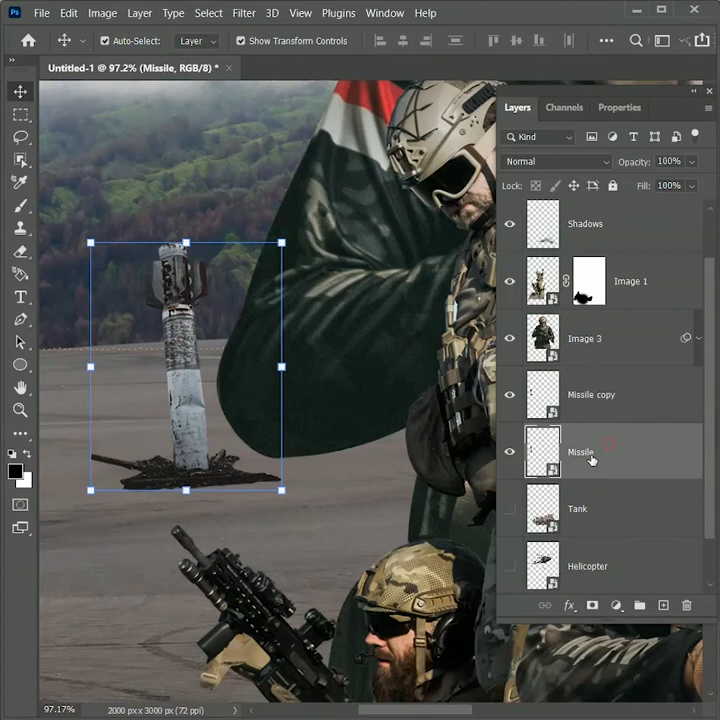 Ps File Edit Image Layer Type Select Filter 3D View Plugins Window Help
Auto-Select: Layer Show Transform Controls
Untitled-1 @ 97.2% (Missile, RGB/8) *
Layers Channels Properties
Kind
Normal Opacity: 100%
Lock: Fill: 100%
Shadows
Image 1
Image 3
Missile copy
Missile
Tank
Helicopter
fx
97.17% 2000 px x 3000 px (72 ppi)